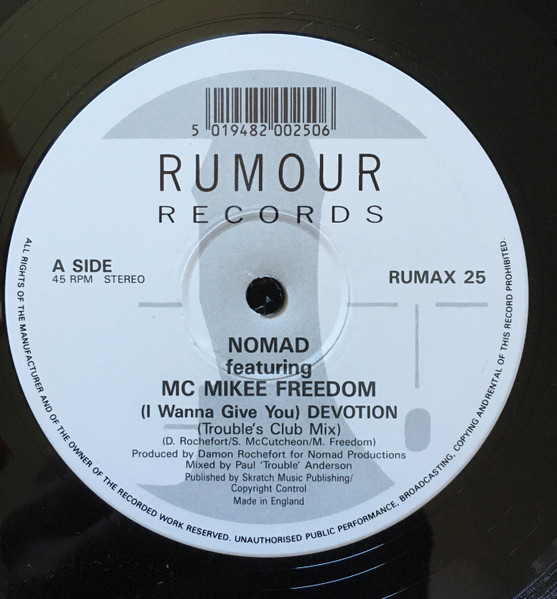 5 019482 002506
RUMOUR
RECORDS
A SIDE
45 RPM STEREO
RUMAX 25
NOMAD
featuring
MC MIKEE FREEDOM
(I Wanna Give You) DEVOTION
(Trouble's Club Mix)
(D. Rochefort/S. McCutcheon/M. Freedom)
Produced by Damon Rochefort for Nomad Productions
Mixed by Paul 'Trouble' Anderson
Published by Skratch Music Publishing/
Copyright Control
Made in England
ALL RIGHTS OF THE MANUFACTURER AND OF THE OWNER OF THE RECORDED WORK RESERVED. UNAUTHORISED PUBLIC PERFORMANCE, BROADCASTING, COPYING AND RENTAL OF THIS RECORD PROHIBITED.